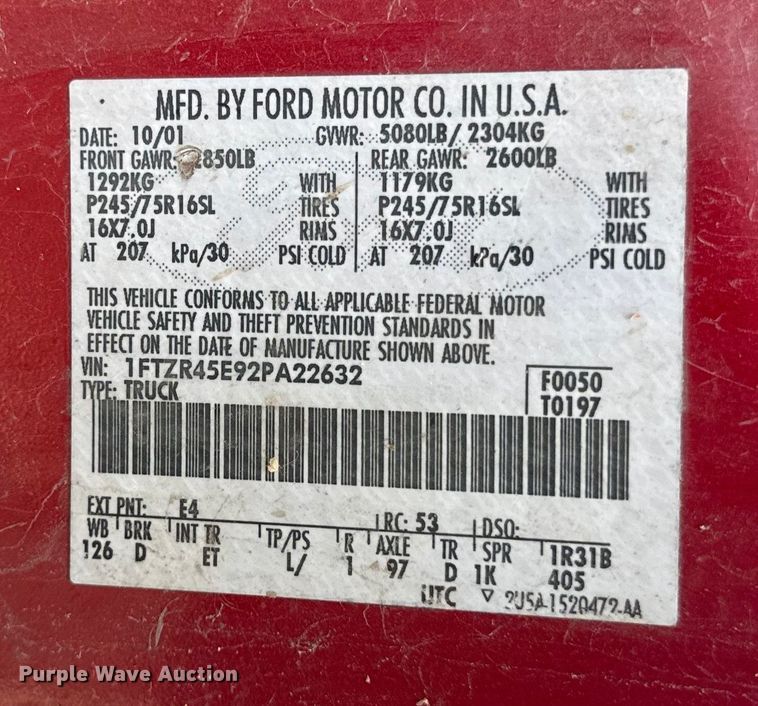 MFD. BY FORD MOTOR CO. IN U.S.A.
DATE: 10/01 GVWR: 5080LB/ 2304KG
FRONT GAWR: 2850LB REAR GAWR: 2600LB
1292KG WITH 1179KG WITH
P245/75R16SL TIRES P245/75R16SL TIRES
16X7.0J RIMS 16X7.0J RIMS
AT 207 kPa/30 PSI COLD AT 207 kPa/30 PSI COLD
THIS VEHICLE CONFORMS TO ALL APPLICABLE FEDERAL MOTOR
VEHICLE SAFETY AND THEFT PREVENTION STANDARDS IN
EFFECT ON THE DATE OF MANUFACTURE SHOWN ABOVE.
VIN: 1FTZR45E92PA22632 F0050
TYPE: TRUCK T0197
EXT PNT: E4 RC: 53 DSO:
WB BRK INT TR TP/PS R AXLE TR SPR 1R31B
126 D ET L/ 1 97 D 1K 405
UTC ▽
Purple Wave Auction